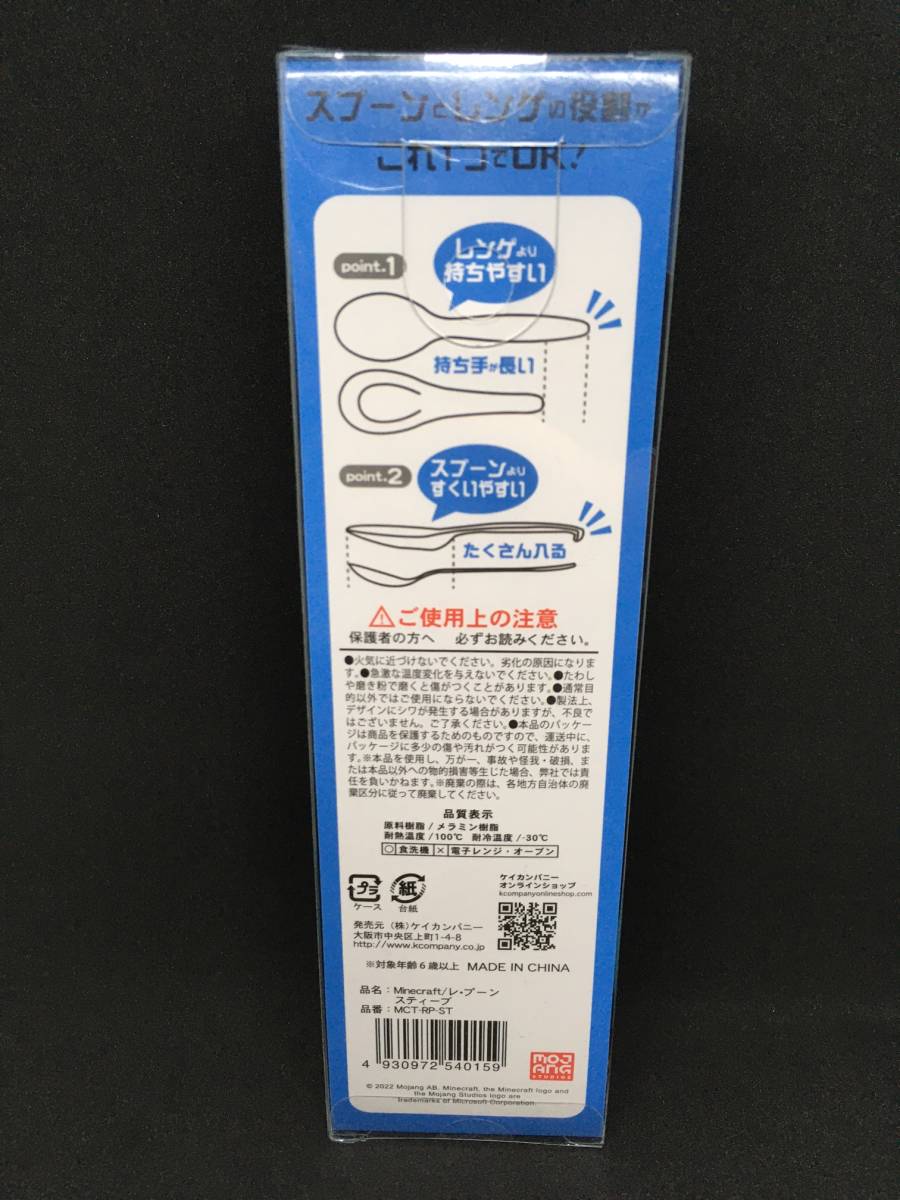 スプーンとレンゲの役割が
これ1つでOK!
point.1
レンゲより
持ちやすい
持ち手が長い
point.2
スプーンより
すくいやすい
たくさん入る
⚠ご使用上の注意
保護者の方へ 必ずお読みください。
●火気に近づけないでください。劣化の原因になりま
す。●急激な温度変化を与えないでください。●たわし
や磨き粉で磨くと傷がつくことがあります。●通常目
的以外ではご使用にならないでください。●製法上、
デザインにシワが発生する場合がありますが、不良で
はございません。ご了承ください。●本品のパッケー
ジは商品を保護するためのものですので、運送中に、
パッケージに多少の傷や汚れがつく可能性がありま
す。※本品を使用し、万が一、事故や怪我・破損、ま
たは本品以外への物的損害等生じた場合、弊社では責
任を負いかねます。※廃棄の際は、各地方自治体の廃
棄区分に従って廃棄してください。
品質表示
原料樹脂/メラミン樹脂
耐熱温度/100℃ 耐冷温度/-30℃
○食洗機 × 電子レンジ・オーブン
プラ
ケース
紙
台紙
ケイカンパニー
オンラインショップ
kcompanyonlineshop.com
発売元 (株)ケイカンパニー
大阪市中央区上町1-4-8
http://www.kcompany.co.jp
※対象年齢6歳以上 MADE IN CHINA
品名:Minecraft/レ・プーン
スティーブ
品番:MCT-RP-ST
4 930972 540159
MOJANG
STUDIOS
© 2022 Mojang AB. Minecraft, the Minecraft logo and
the Mojang Studios logo are
trademarks of Microsoft Corporation.